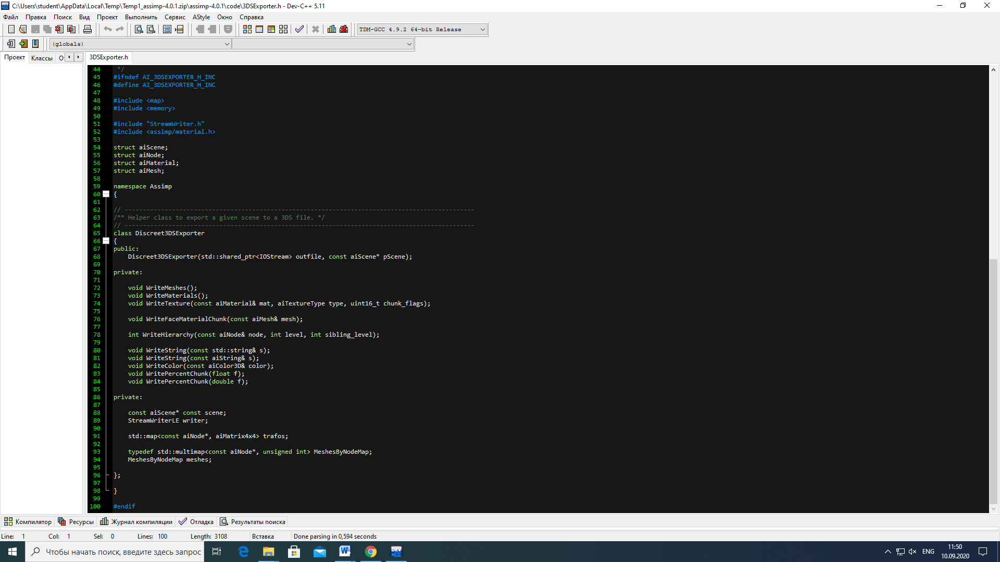 C:\Users\student\AppData\Local\Temp\Temp1_assimp-4.0.1.zip\assimp-4.0.1\code\3DSExporter.h - Dev-C++ 5.11
Файл Правка Поиск Вид Проект Выполнить Сервис AStyle Окно Справка
TDM-GCC 4.9.2 64-bit Release
(globals)
Проект Классы О 3DSExporter.h
44 */
45 #ifndef AI_3DSEXPORTER_H_INC
46 #define AI_3DSEXPORTER_H_INC
47
48 #include <map>
49 #include <memory>
50
51 #include "StreamWriter.h"
52 #include <assimp/material.h>
53
54 struct aiScene;
55 struct aiNode;
56 struct aiMaterial;
57 struct aiMesh;
58
59 namespace Assimp
60 {
61
62 // ------------------------------------------------------------------------------------------------
63 /** Helper class to export a given scene to a 3DS file. */
64 // ------------------------------------------------------------------------------------------------
65 class Discreet3DSExporter
66 {
67 public:
68 Discreet3DSExporter(std::shared_ptr<IOStream> outfile, const aiScene* pScene);
69
70 private:
71
72 void WriteMeshes();
73 void WriteMaterials();
74 void WriteTexture(const aiMaterial& mat, aiTextureType type, uint16_t chunk_flags);
75
76 void WriteFaceMaterialChunk(const aiMesh& mesh);
77
78 int WriteHierarchy(const aiNode& node, int level, int sibling_level);
79
80 void WriteString(const std::string& s);
81 void WriteString(const aiString& s);
82 void WriteColor(const aiColor3D& color);
83 void WritePercentChunk(float f);
84 void WritePercentChunk(double f);
85
86 private:
87
88 const aiScene* const scene;
89 StreamWriterLE writer;
90
91 std::map<const aiNode*, aiMatrix4x4> trafos;
92
93 typedef std::multimap<const aiNode*, unsigned int> MeshesByNodeMap;
94 MeshesByNodeMap meshes;
95
96 };
97
98 }
99
100 #endif
Компилятор Ресурсы Журнал компиляции Отладка Результаты поиска
Line: 1 Col: 1 Sel: 0 Lines: 100 Length: 3108 Вставка Done parsing in 0,594 seconds
Чтобы начать поиск, введите здесь запрос
ENG
11:50
10.09.2020